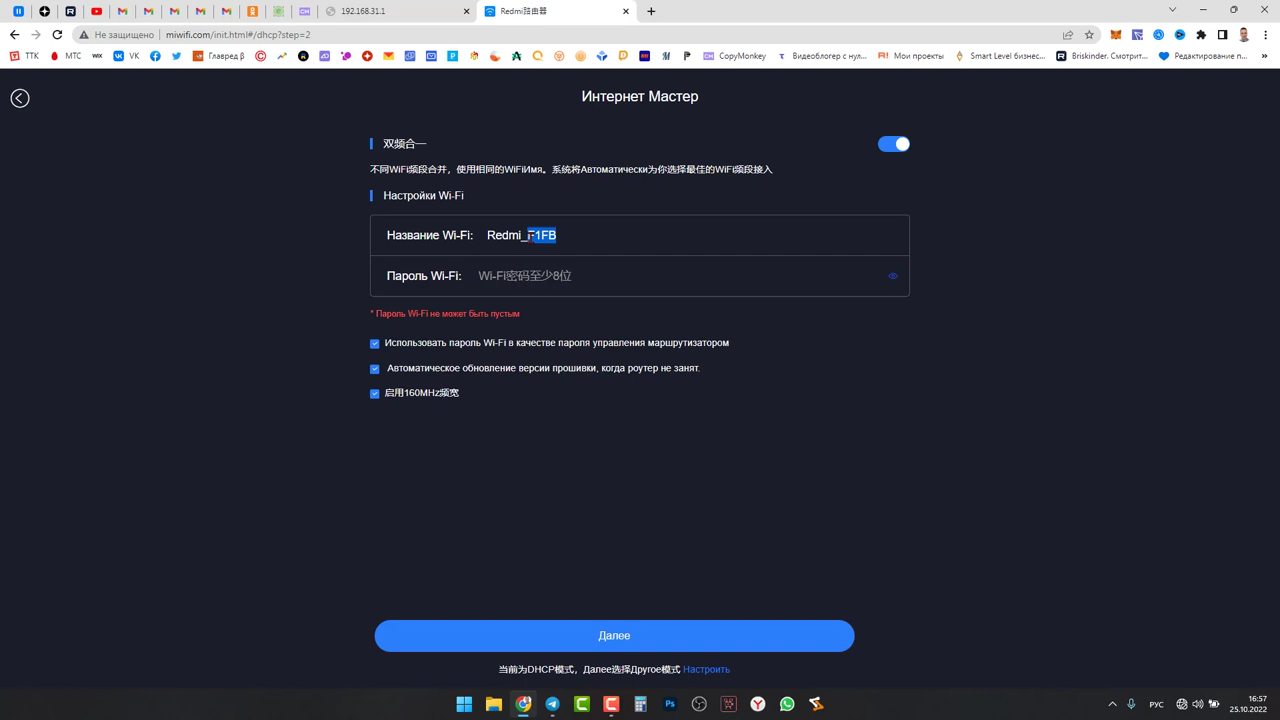 192.168.31.1
Redmi路由器
Не защищено
miwifi.com/init.html#/dhcp?step=2
ТТК
МТС
VK
Главред β
CopyMonkey
Видеоблогер с нул...
Мои проекты
Smart Level бизнес...
Briskinder. Смотрит...
Редактирование п...
Интернет Мастер
双频合一
不同WiFi频段合并，使用相同的WiFiИмя。系统将Автоматически为你选择最佳的WiFi频段接入
Настройки Wi-Fi
Название Wi-Fi: Redmi_F1FB
Пароль Wi-Fi: Wi-Fi密码至少8位
* Пароль Wi-Fi не может быть пустым
Использовать пароль Wi-Fi в качестве пароля управления маршрутизатором
Автоматическое обновление версии прошивки, когда роутер не занят.
启用160MHz频宽
Далее
当前为DHCP模式，Далее选择Другое模式 Настроить
РУС
16:57
25.10.2022